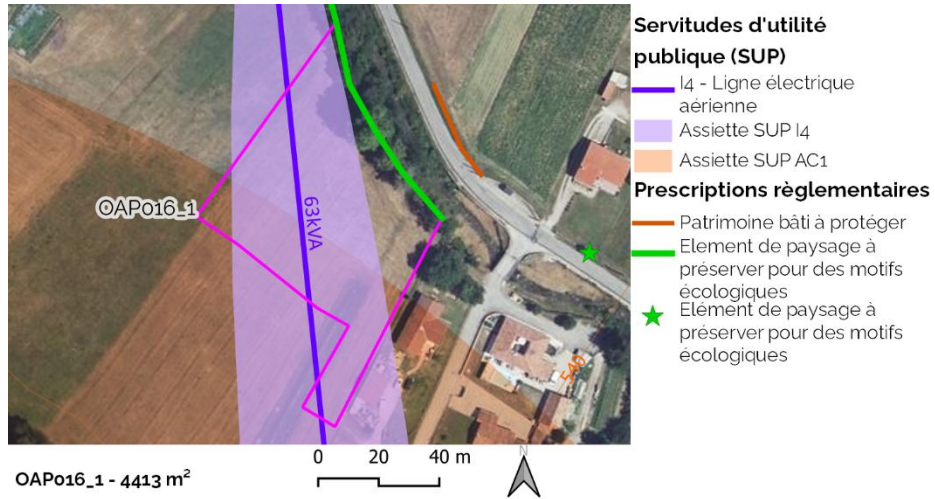 Servitudes d'utilité
publique (SUP)
I4 - Ligne électrique
aérienne
Assiette SUP I4
Assiette SUP AC1
Prescriptions règlementaires
Patrimoine bâti à protéger
Element de paysage à
préserver pour des motifs
écologiques
Elément de paysage à
préserver pour des motifs
écologiques
OAP016_1
63kVA
540
OAP016_1 - 4413 m²
0 20 40 m
N